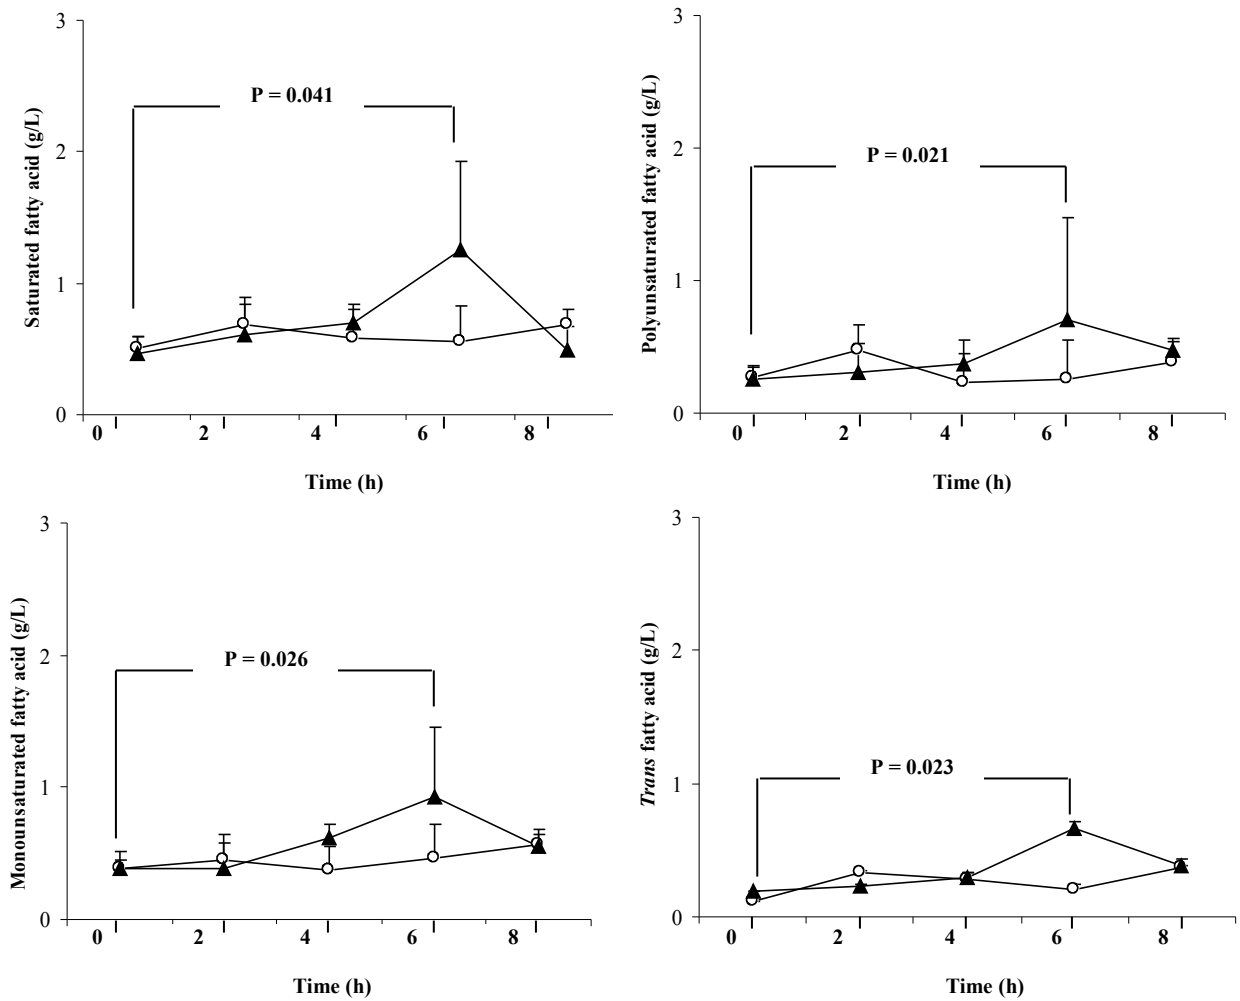 Saturated fatty acid (g/L)
3
2
1
0
P = 0.041
0 2 4 6 8
Time (h)
Polyunsaturated fatty acid (g/L)
3
2
1
0
P = 0.021
0 2 4 6 8
Time (h)
Monounsaturated fatty acid (g/L)
3
2
1
0
P = 0.026
0 2 4 6 8
Time (h)
Trans fatty acid (g/L)
3
2
1
0
P = 0.023
0 2 4 6 8
Time (h)